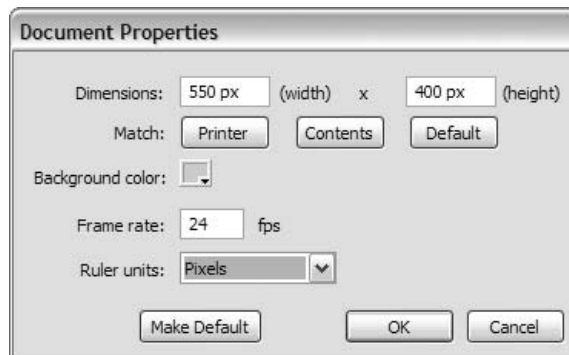 Document Properties
Dimensions: 550 px (width) x 400 px (height)
Match: Printer Contents Default
Background color:
Frame rate: 24 fps
Ruler units: Pixels
Make Default OK Cancel